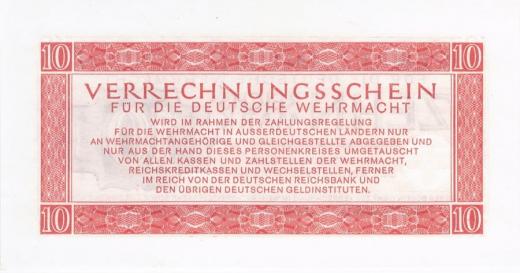 10 10
VERRECHNUNGSSCHEIN
FÜR DIE DEUTSCHE WEHRMACHT
WIRD IM RAHMEN DER ZAHLUNGSREGELUNG
FÜR DIE WEHRMACHT IN AUSSERDEUTSCHEN LÄNDERN NUR
AN WEHRMACHTANGEHÖRIGE UND GLEICHGESTELLTE ABGEGEBEN UND
NUR AUS DER HAND DIESES PERSONENKREISES UMGETAUSCHT
VON ALLEN KASSEN UND ZAHLSTELLEN DER WEHRMACHT,
REICHSKREDITKASSEN UND WECHSELSTELLEN, FERNER
IM REICH VON DER DEUTSCHEN REICHSBANK UND
DEN ÜBRIGEN DEUTSCHEN GELDINSTITUTEN.
10 10